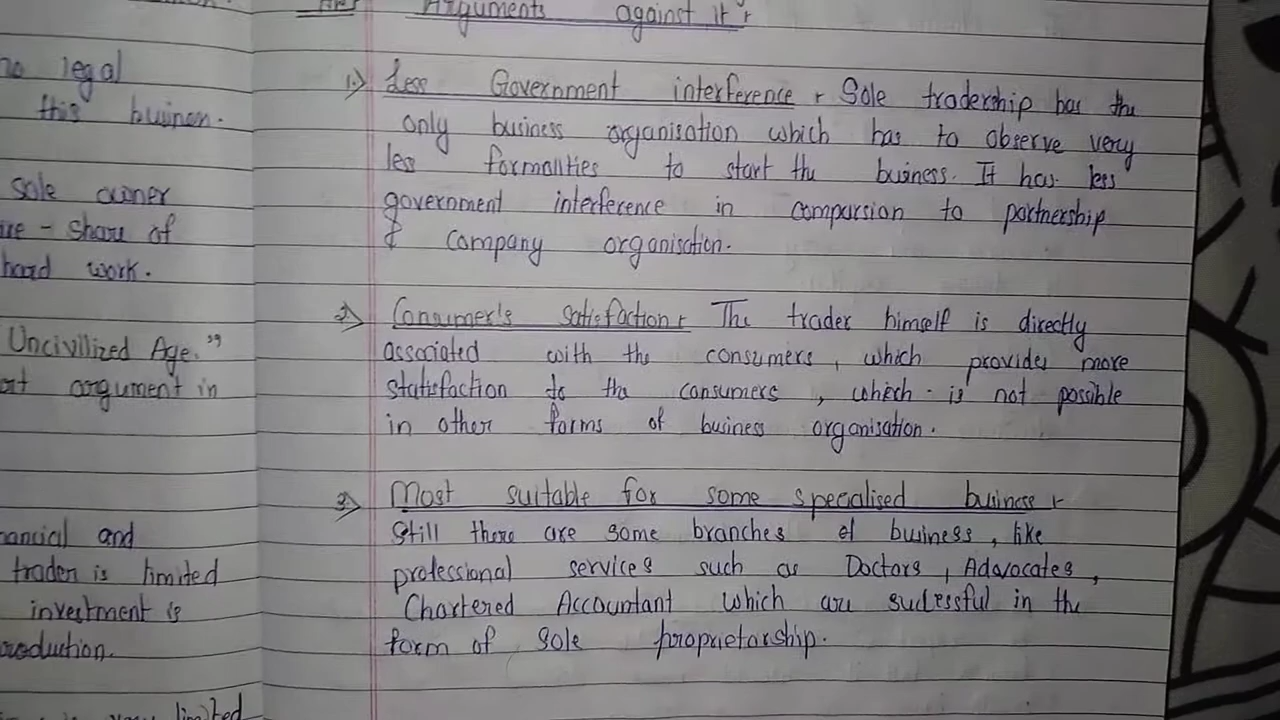 no legal
this businen.
sole owner
- share of
hard work.
Uncivilized Age."
argument in
and
trader is limited
investment is
limited
Arguments against it :-
1.) Less Government interference :- Sole tradership has the
only business organisation which has to observe very
less formalities to start the business. It has less
government interference in comparsion to partnership
& company organisation.
2) Consumer's Satisfaction :- The trader himself is directly
associated with the consumers, which provides more
statisfaction to the consumers, which is not possible
in other forms of business organisation.
3) Most suitable for some specialised business :-
Still there are some branches of business, like
professional services such as Doctors, Adavocates,
Chartered Accountant which are sucessful in the
form of sole proprietorship.